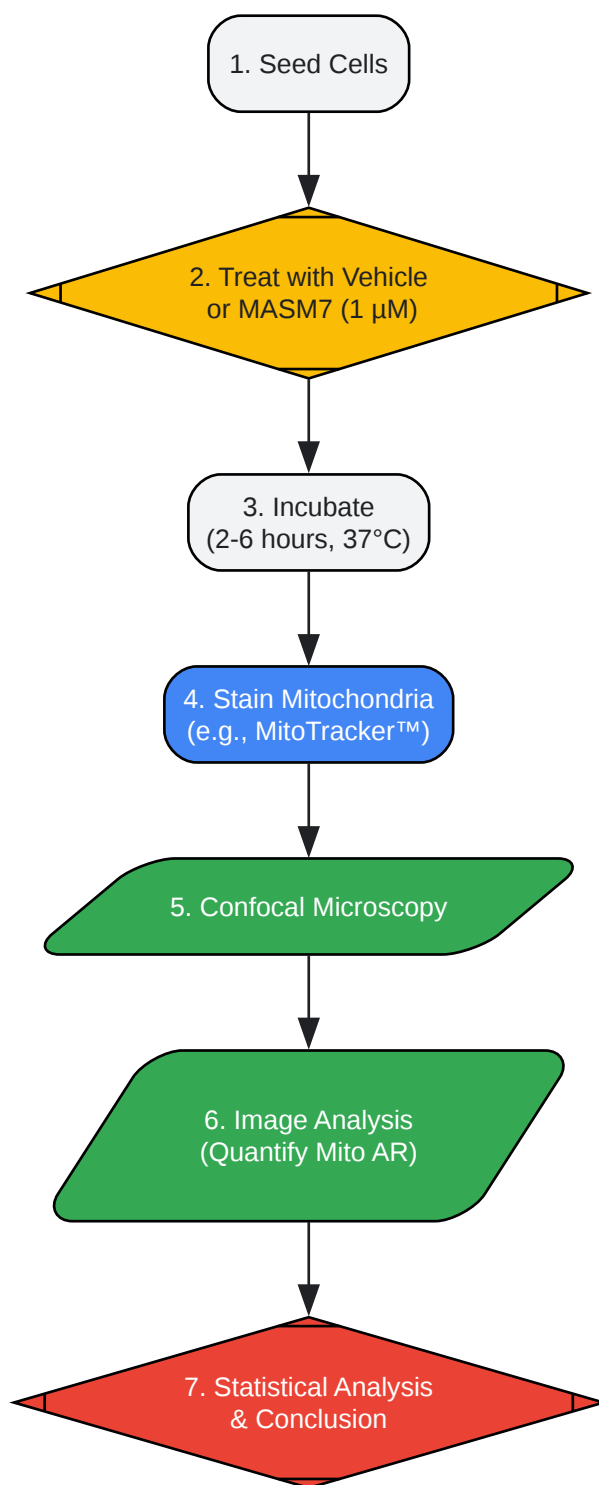 1. Seed Cells
2. Treat with Vehicle
or MASM7 (1 µM)
3. Incubate
(2-6 hours, 37°C)
4. Stain Mitochondria
(e.g., MitoTracker™)
5. Confocal Microscopy
6. Image Analysis
(Quantify Mito AR)
7. Statistical Analysis
& Conclusion